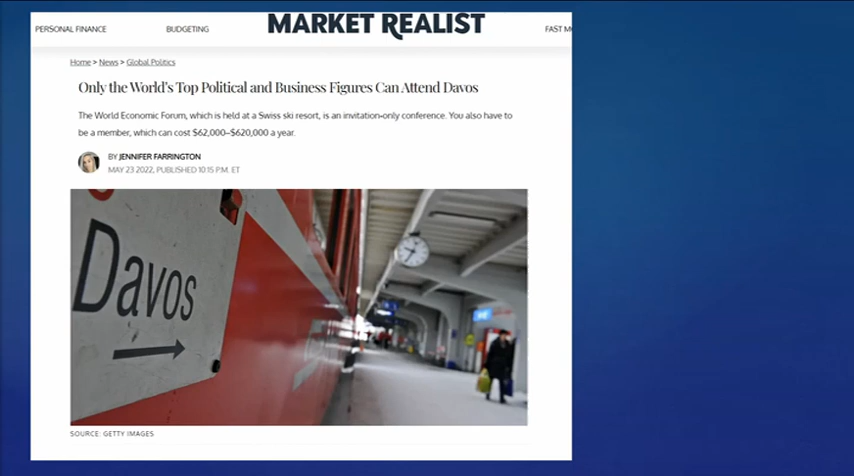 MARKET REALIST
PERSONAL FINANCE
BUDGETING
Home > News > Global Politics
Only the World's Top Political and Business Figures Can Attend Davos
The World Economic Forum, which is held at a Swiss ski resort, is an invitation-only conference. You also have to
be a member, which can cost $62,000–$620,000 a year.
BY JENNIFER FARRINGTON
MAY 23 2022, PUBLISHED 10:15 P.M. ET
Davos
SOURCE: GETTY IMAGES